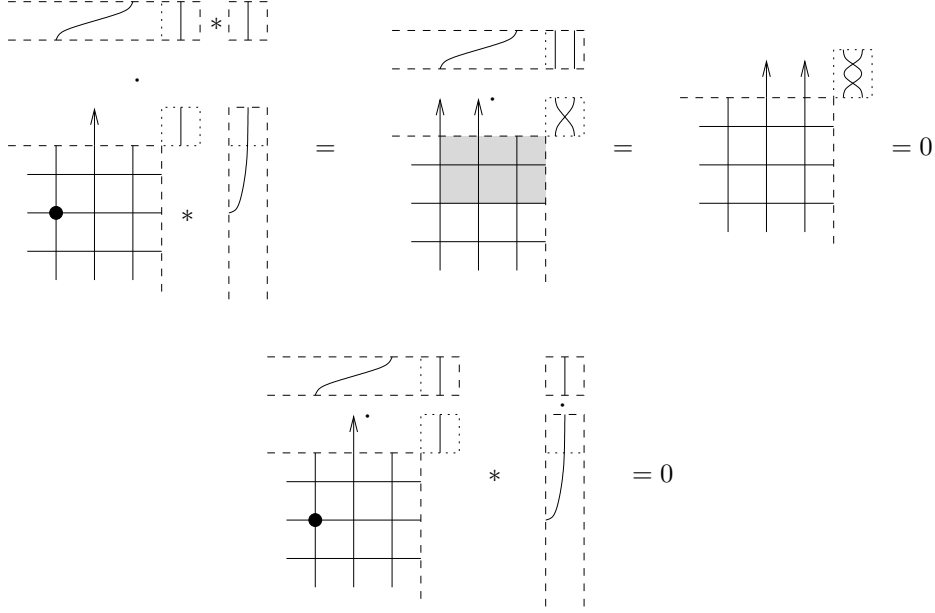 *
.
* = . = = 0
.
.
* = 0